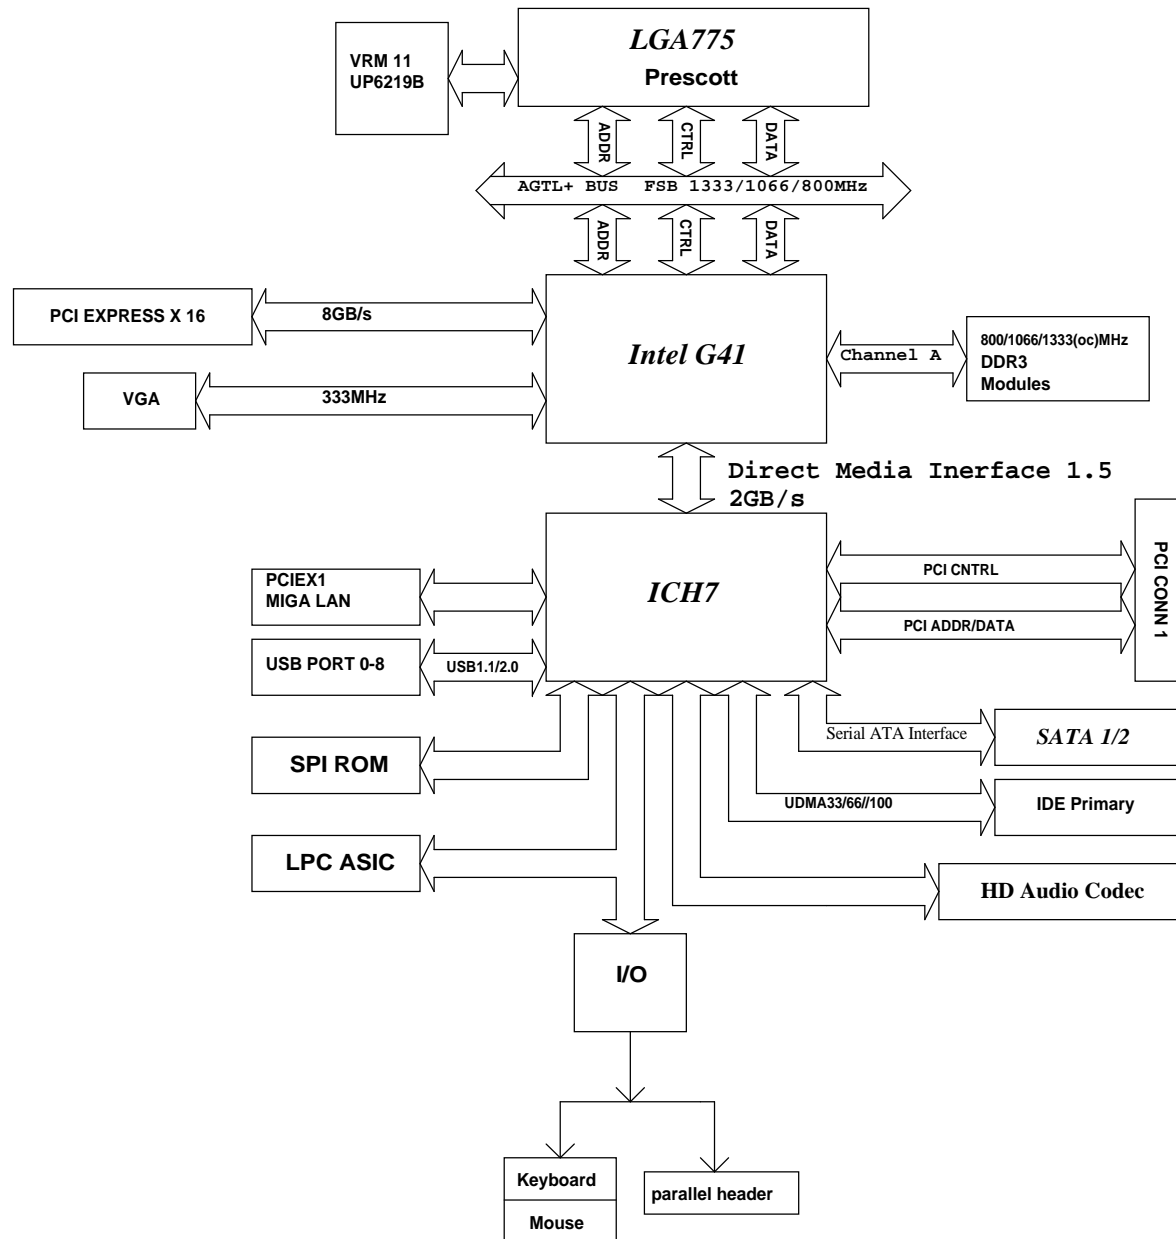 LGA775
Prescott
VRM 11
UP6219B
ADDR
CTRL
DATA
AGTL+ BUS FSB 1333/1066/800MHz
ADDR
CTRL
DATA
PCI EXPRESS X 16
8GB/s
Intel G41
Channel A
800/1066/1333(oc)MHz
DDR3
Modules
VGA
333MHz
Direct Media Inerface 1.5
2GB/s
PCIEX1
MIGA LAN
ICH7
PCI CNTRL
PCI ADDR/DATA
PCI CONN 1
USB PORT 0-8
USB1.1/2.0
Serial ATA Interface
SATA 1/2
SPI ROM
UDMA33/66//100
IDE Primary
LPC ASIC
HD Audio Codec
I/O
Keyboard
Mouse
parallel header